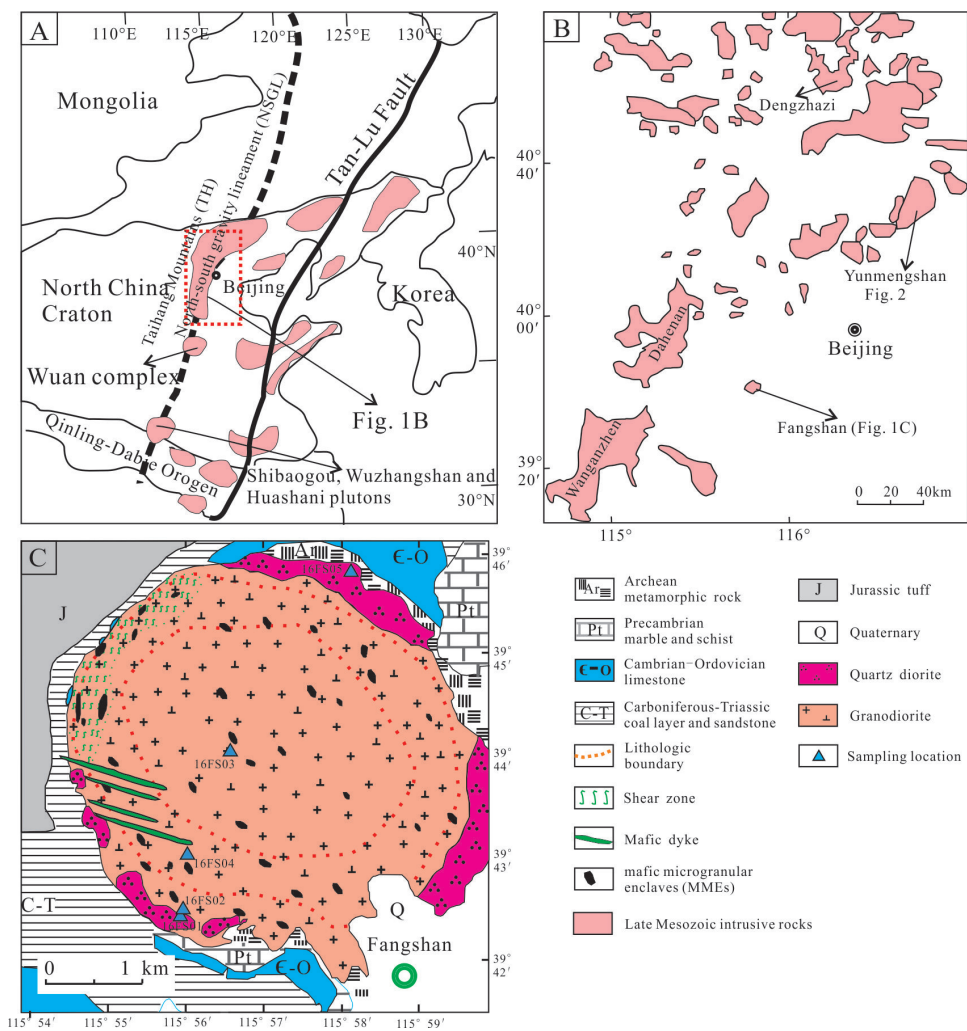 A
110°E
115°E
120°E
125°E
130°E
Mongolia
Taihang Mountains (TH)
North-south gravity lineament (NSGL)
Tan-Lu Fault
40°N
North China
Craton
Beijing
Korea
Wuan complex
Fig. 1B
Qinling-Dabie Orogen
Shibaogou, Wuzhangshan and
Huashani plutons
30°N
B
Dengzhazi
40°
40′
Yunmengshan
Fig. 2
40°
00′
Dahenan
Beijing
Fangshan (Fig. 1C)
Wanganzhen
39°
20′
0 40km
115°
116°
C
Ar
Є-O
39°
46′
16FS05
J
Pt
39°
45′
16FS03
39°
44′
16FS04
39°
43′
16FS02
16FS01
C-T
Q
Fangshan
Pt
Є-O
39°
42′
0 1 km
115° 54′
115° 55′
115° 56′
115° 57′
115° 58′
115° 59′
Ar
Archean
metamorphic rock
Pt
Precambrian
marble and schist
Є-O
Cambrian-Ordovician
limestone
C-T
Carboniferous-Triassic
coal layer and sandstone
Lithologic
boundary
Shear zone
Mafic dyke
mafic microgranular
enclaves (MMEs)
Late Mesozoic intrusive rocks
J
Jurassic tuff
Q
Quaternary
Quartz diorite
Granodiorite
Sampling location